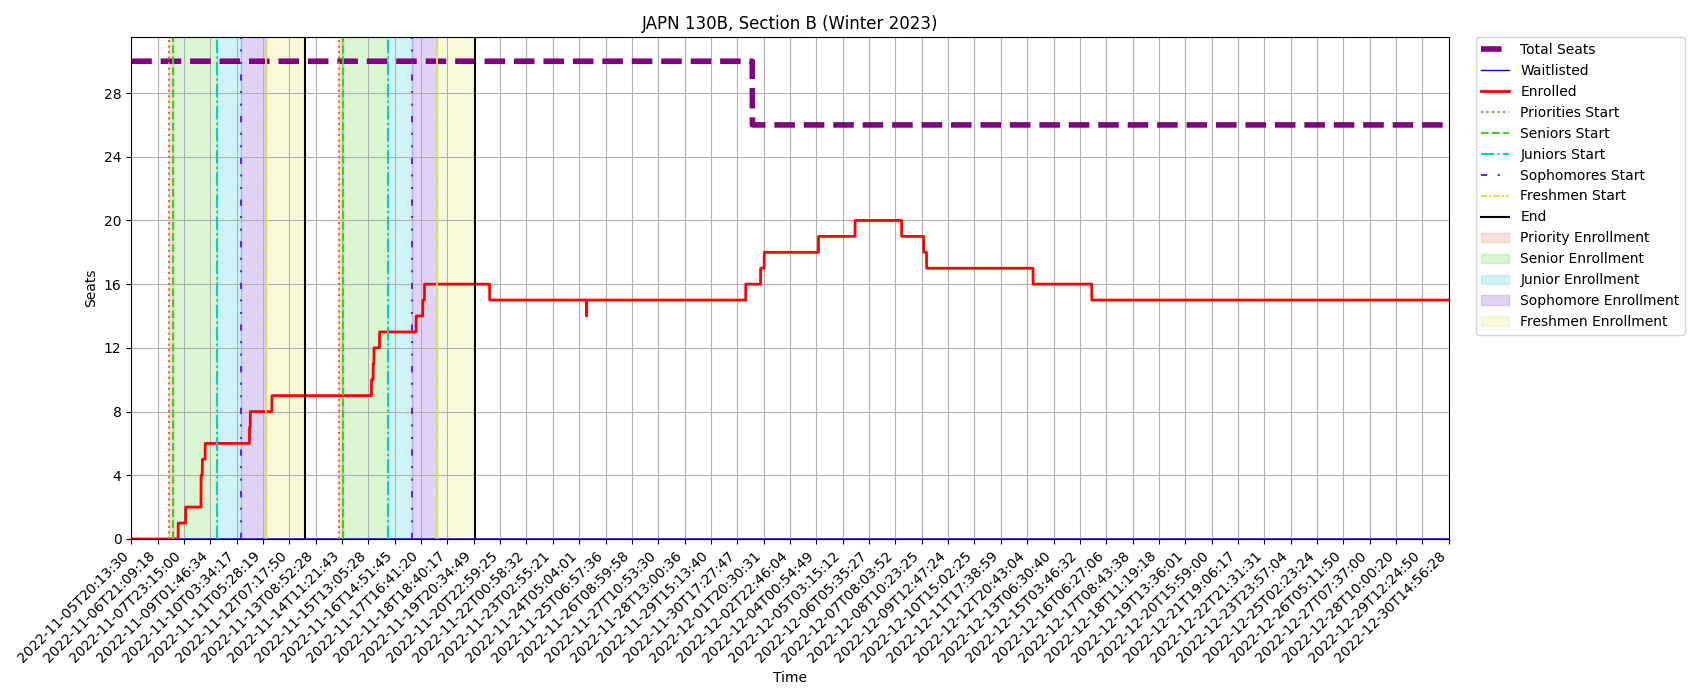 JAPN 130B, Section B (Winter 2023)
Total Seats
Waitlisted
Enrolled
Priorities Start
Seniors Start
Juniors Start
Sophomores Start
Freshmen Start
End
Priority Enrollment
Senior Enrollment
Junior Enrollment
Sophomore Enrollment
Freshmen Enrollment
Seats
28
24
20
16
12
8
4
0
2022-11-05T20:13:30
2022-11-06T21:09:18
2022-11-07T23:15:00
2022-11-09T01:46:34
2022-11-10T03:34:17
2022-11-11T05:28:19
2022-11-12T07:17:50
2022-11-13T08:52:28
2022-11-14T11:21:43
2022-11-15T13:05:28
2022-11-16T14:51:45
2022-11-17T16:41:20
2022-11-18T18:40:17
2022-11-19T20:34:49
2022-11-20T22:59:25
2022-11-22T00:58:32
2022-11-23T02:55:21
2022-11-24T05:04:01
2022-11-25T06:57:36
2022-11-26T08:59:58
2022-11-27T10:53:30
2022-11-28T13:00:36
2022-11-29T15:13:40
2022-11-30T17:27:47
2022-12-01T20:30:31
2022-12-02T22:46:04
2022-12-04T00:54:49
2022-12-05T03:15:12
2022-12-06T05:35:27
2022-12-07T08:03:52
2022-12-08T10:23:25
2022-12-09T12:47:24
2022-12-10T15:02:25
2022-12-11T17:38:59
2022-12-12T20:43:04
2022-12-13T06:30:40
2022-12-15T03:46:32
2022-12-16T06:27:06
2022-12-17T08:43:38
2022-12-18T11:19:18
2022-12-19T13:36:01
2022-12-20T15:59:00
2022-12-21T19:06:17
2022-12-22T21:31:31
2022-12-23T23:57:04
2022-12-25T02:23:24
2022-12-26T05:11:50
2022-12-27T07:37:00
2022-12-28T10:00:20
2022-12-29T12:24:50
2022-12-30T14:56:28
Time